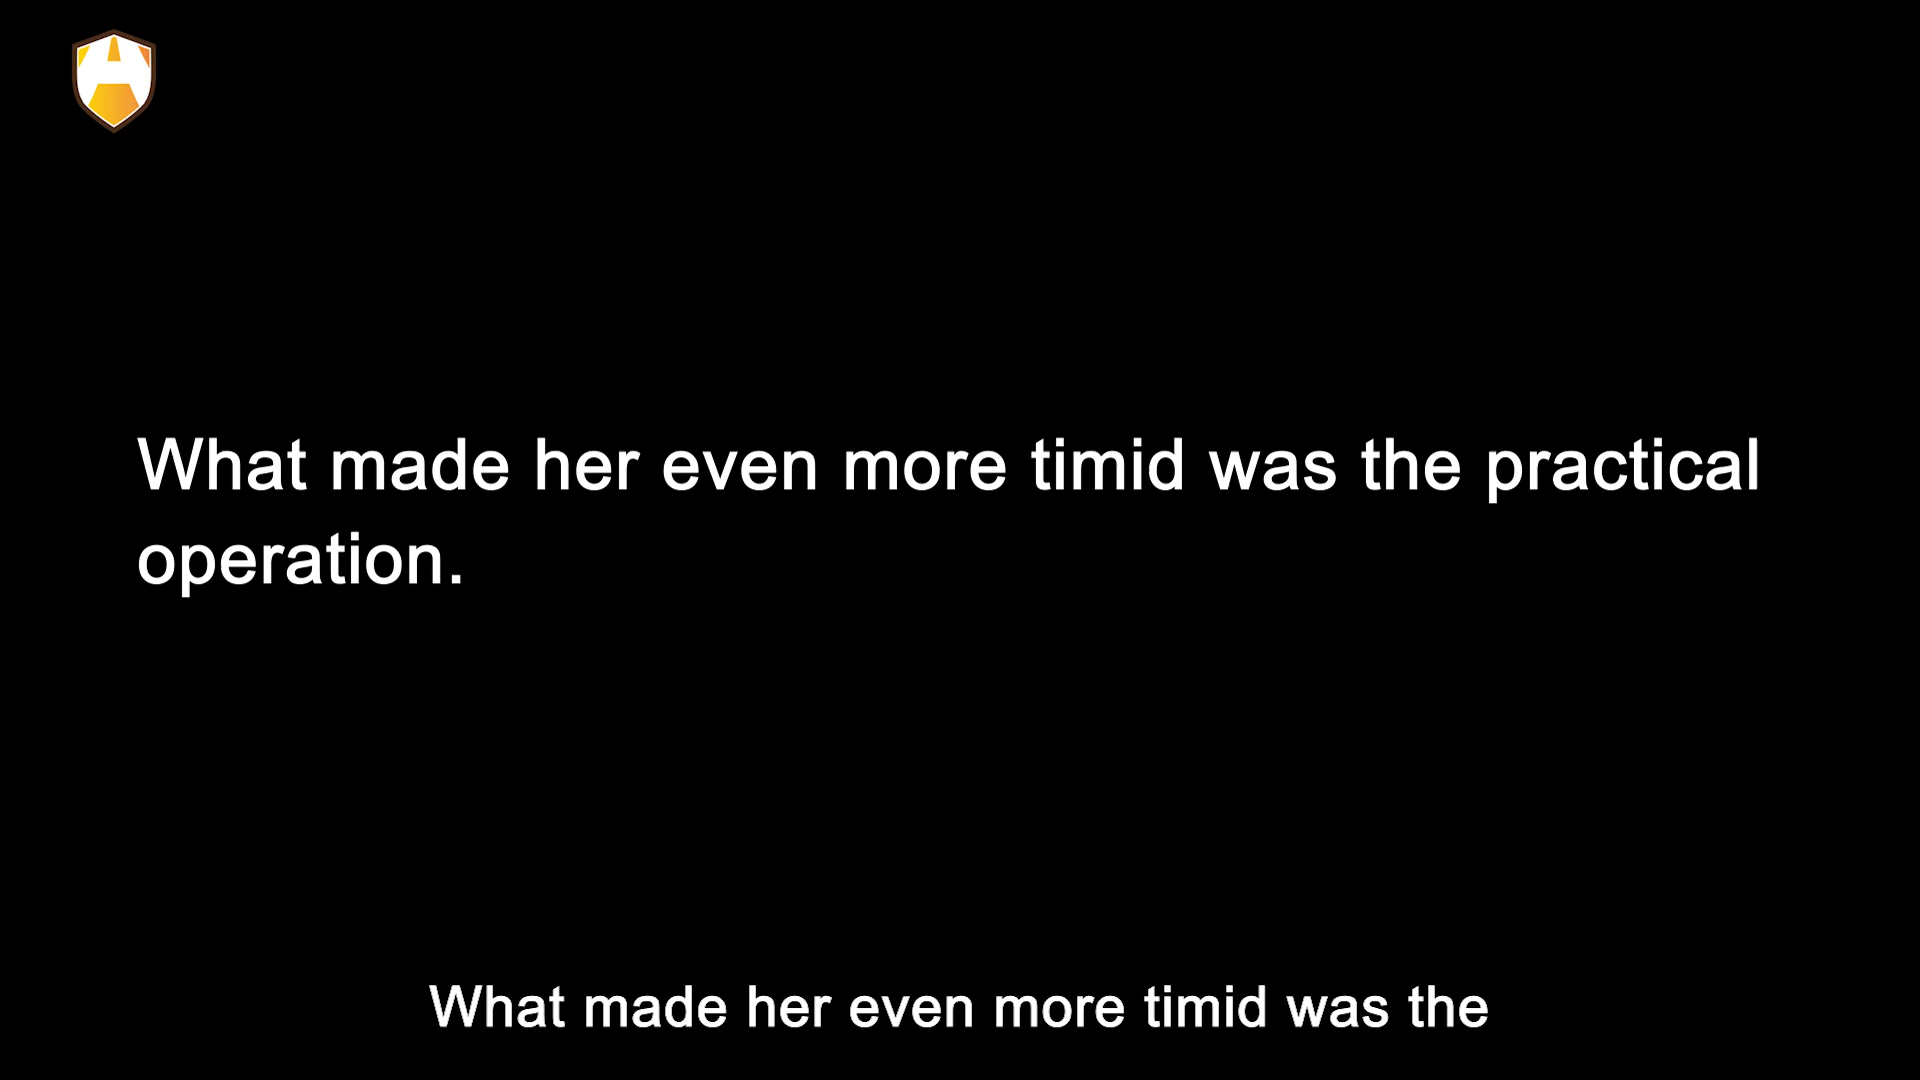 What made her even more timid was the practical
operation.
What made her even more timid was the